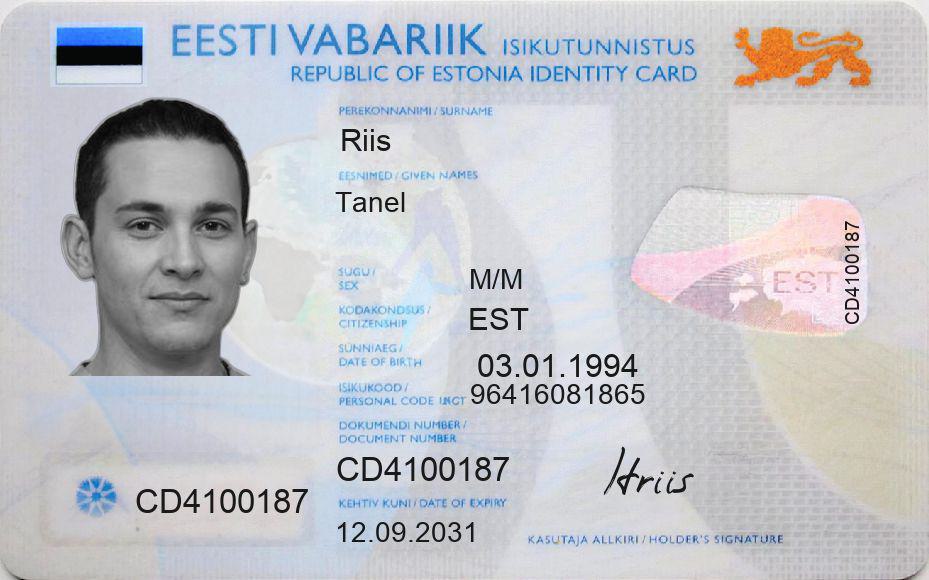 EESTI VABARIIK ISIKUTUNNISTUS
REPUBLIC OF ESTONIA IDENTITY CARD
PEREKONNANIMI / SURNAME
Riis
EESNIMED / GIVEN NAMES
Tanel
SUGU /
SEX
M/M
KODAKONDSUS /
CITIZENSHIP
EST
SÜNNIAEG /
DATE OF BIRTH
03.01.1994
ISIKUKOOD /
PERSONAL CODE
96416081865
DOKUMENDI NUMBER /
DOCUMENT NUMBER
CD4100187
CD4100187
KEHTIV KUNI / DATE OF EXPIRY
12.09.2031
EST
CD4100187
Hriis
KASUTAJA ALLKIRI / HOLDER'S SIGNATURE